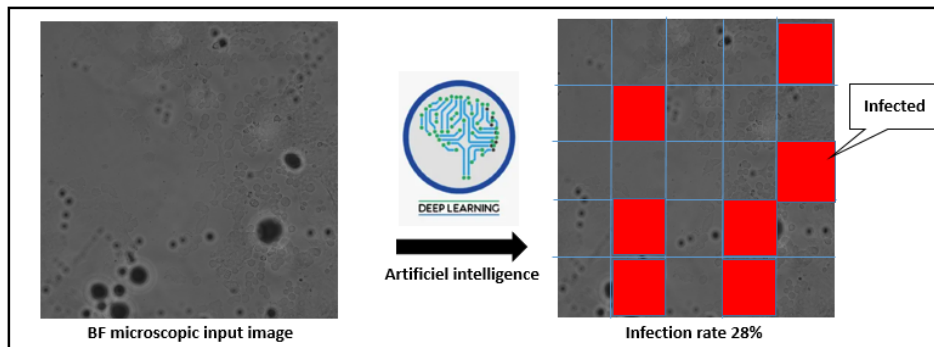 Infected
DEEP LEARNING
Artificiel intelligence
BF microscopic input image
Infection rate 28%